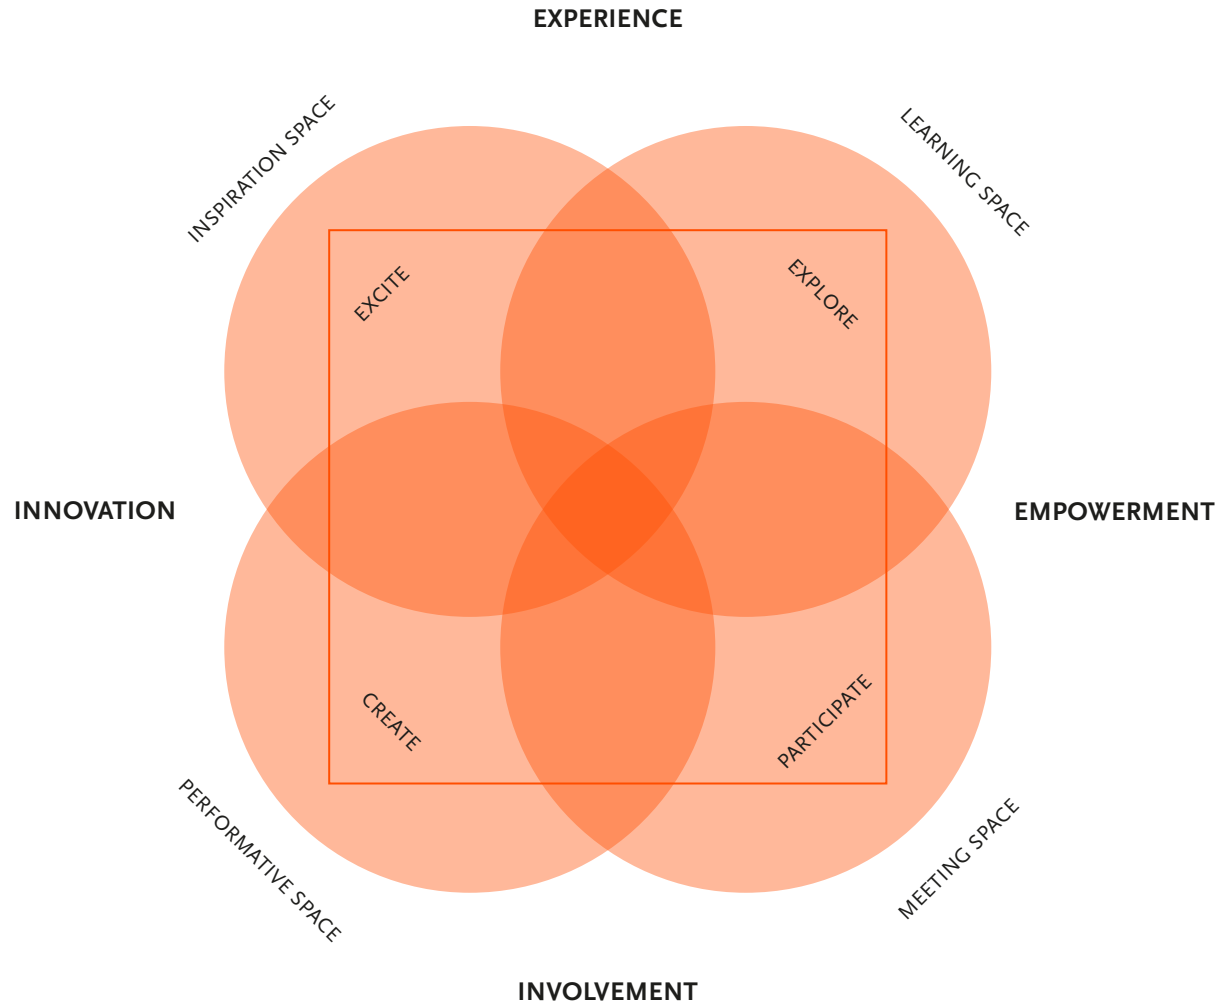 EXPERIENCE
INSPIRATION SPACE
LEARNING SPACE
EXCITE
EXPLORE
INNOVATION
EMPOWERMENT
CREATE
PARTICIPATE
PERFORMATIVE SPACE
MEETING SPACE
INVOLVEMENT